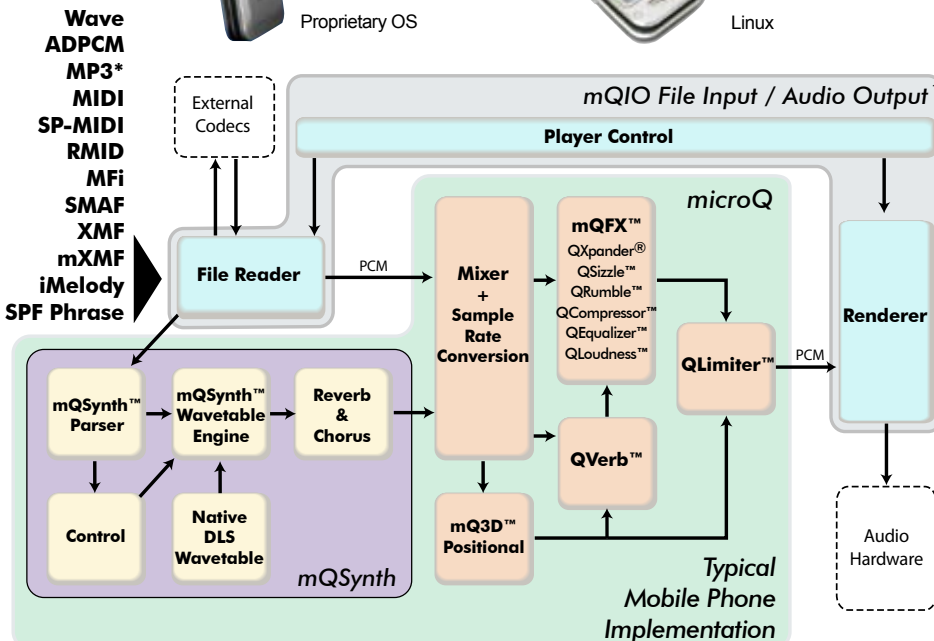 Proprietary OS
Linux
Wave
ADPCM
MP3*
MIDI
SP-MIDI
RMID
MFi
SMAF
XMF
mXMF
iMelody
SPF Phrase
External
Codecs
mQIO File Input / Audio Output
Player Control
microQ
File Reader
PCM
Mixer
+
Sample
Rate
Conversion
mQFX™
QXpander®
QSizzle™
QRumble™
QCompressor™
QEqualizer™
QLoudness™
QLimiter™
PCM
Renderer
mQSynth™
Parser
mQSynth™
Wavetable
Engine
Reverb
&
Chorus
QVerb™
Control
Native
DLS
Wavetable
mQSynth
mQ3D™
Positional
Audio
Hardware
Typical
Mobile Phone
Implementation